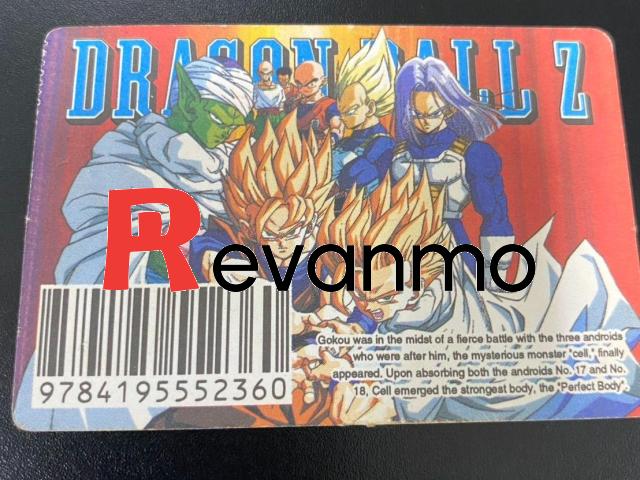 DRAGON BALL Z
Revanmo
Gokou was in the midst of a fierce battle with the three androids
who were after him, the mysterious monster "cell," finally
appeared. Upon absorbing both the androids No. 17 and No.
18, Cell emerged the strongest body, the "Perfect Body".
9784195552360